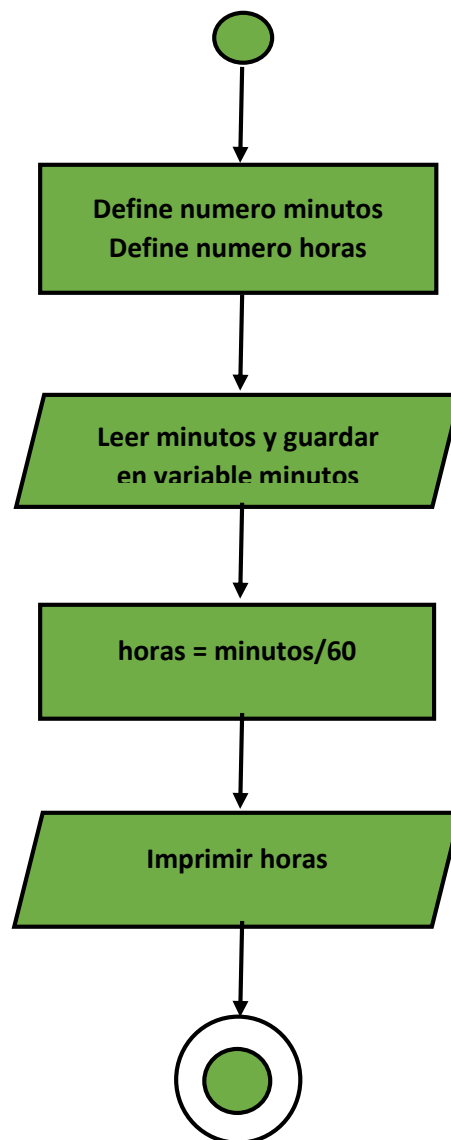 Define numero minutos
Define numero horas
Leer minutos y guardar
en variable minutos
horas = minutos/60
Imprimir horas